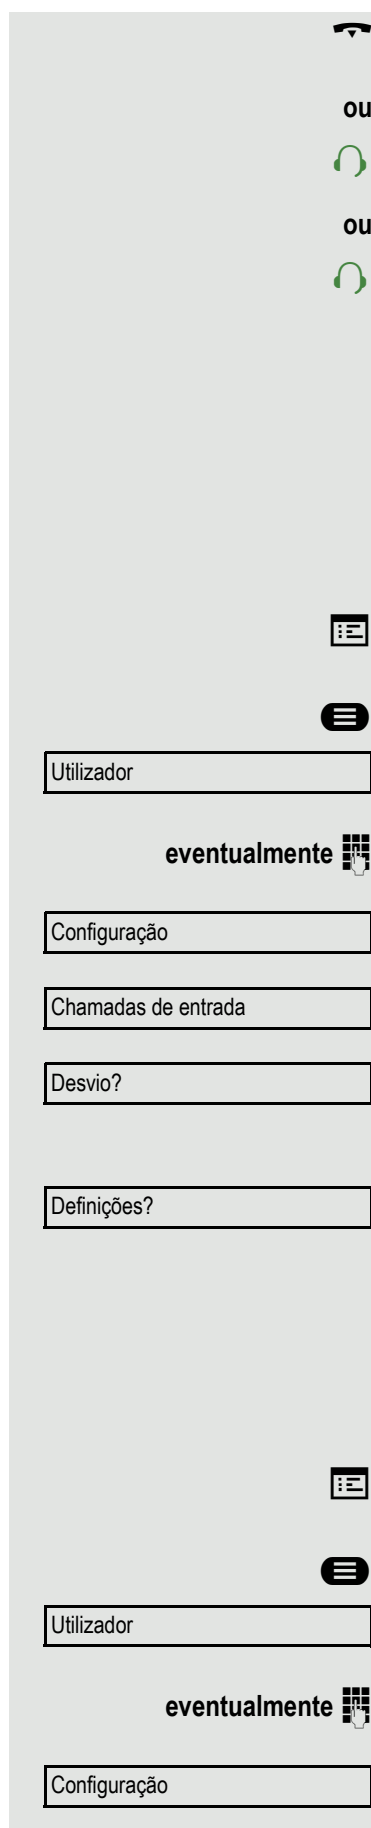 ou
ou
Utilizador
eventualmente
Configuração
Chamadas de entrada
Desvio?
Definições?
Utilizador
eventualmente
Configuração